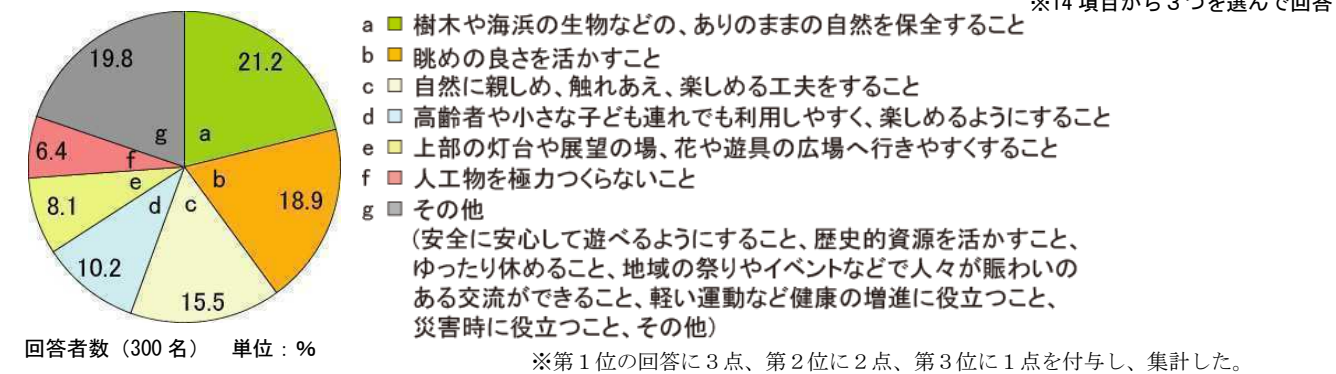 ※14 項目から３つを選んで回答
a 樹木や海浜の生物などの、ありのままの自然を保全すること
b 眺めの良さを活かすこと
c 自然に親しめ、触れあえ、楽しめる工夫をすること
d 高齢者や小さな子ども連れでも利用しやすく、楽しめるようにすること
e 上部の灯台や展望の場、花や遊具の広場へ行きやすくすること
f 人工物を極力つくらないこと
g その他
(安全に安心して遊べるようにすること、歴史的資源を活かすこと、
ゆったり休めること、地域の祭りやイベントなどで人々が賑わいの
ある交流ができること、軽い運動など健康の増進に役立つこと、
災害時に役立つこと、その他)
19.8
21.2
g a
6.4
f
e b
8.1
d c
18.9
10.2
15.5
回答者数（300 名） 単位：％
※第１位の回答に３点、第２位に２点、第３位に１点を付与し、集計した。